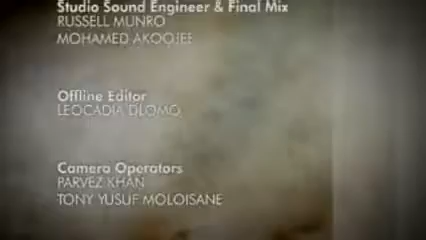 Studio Sound Engineer & Final Mix
RUSSELL MUNRO
MOHAMED AKOOJEE
Offline Editor
LEOCADIA DLOMO
Camera Operators
PARVEZ KHAN
TONY YUSUF MOLOISANE